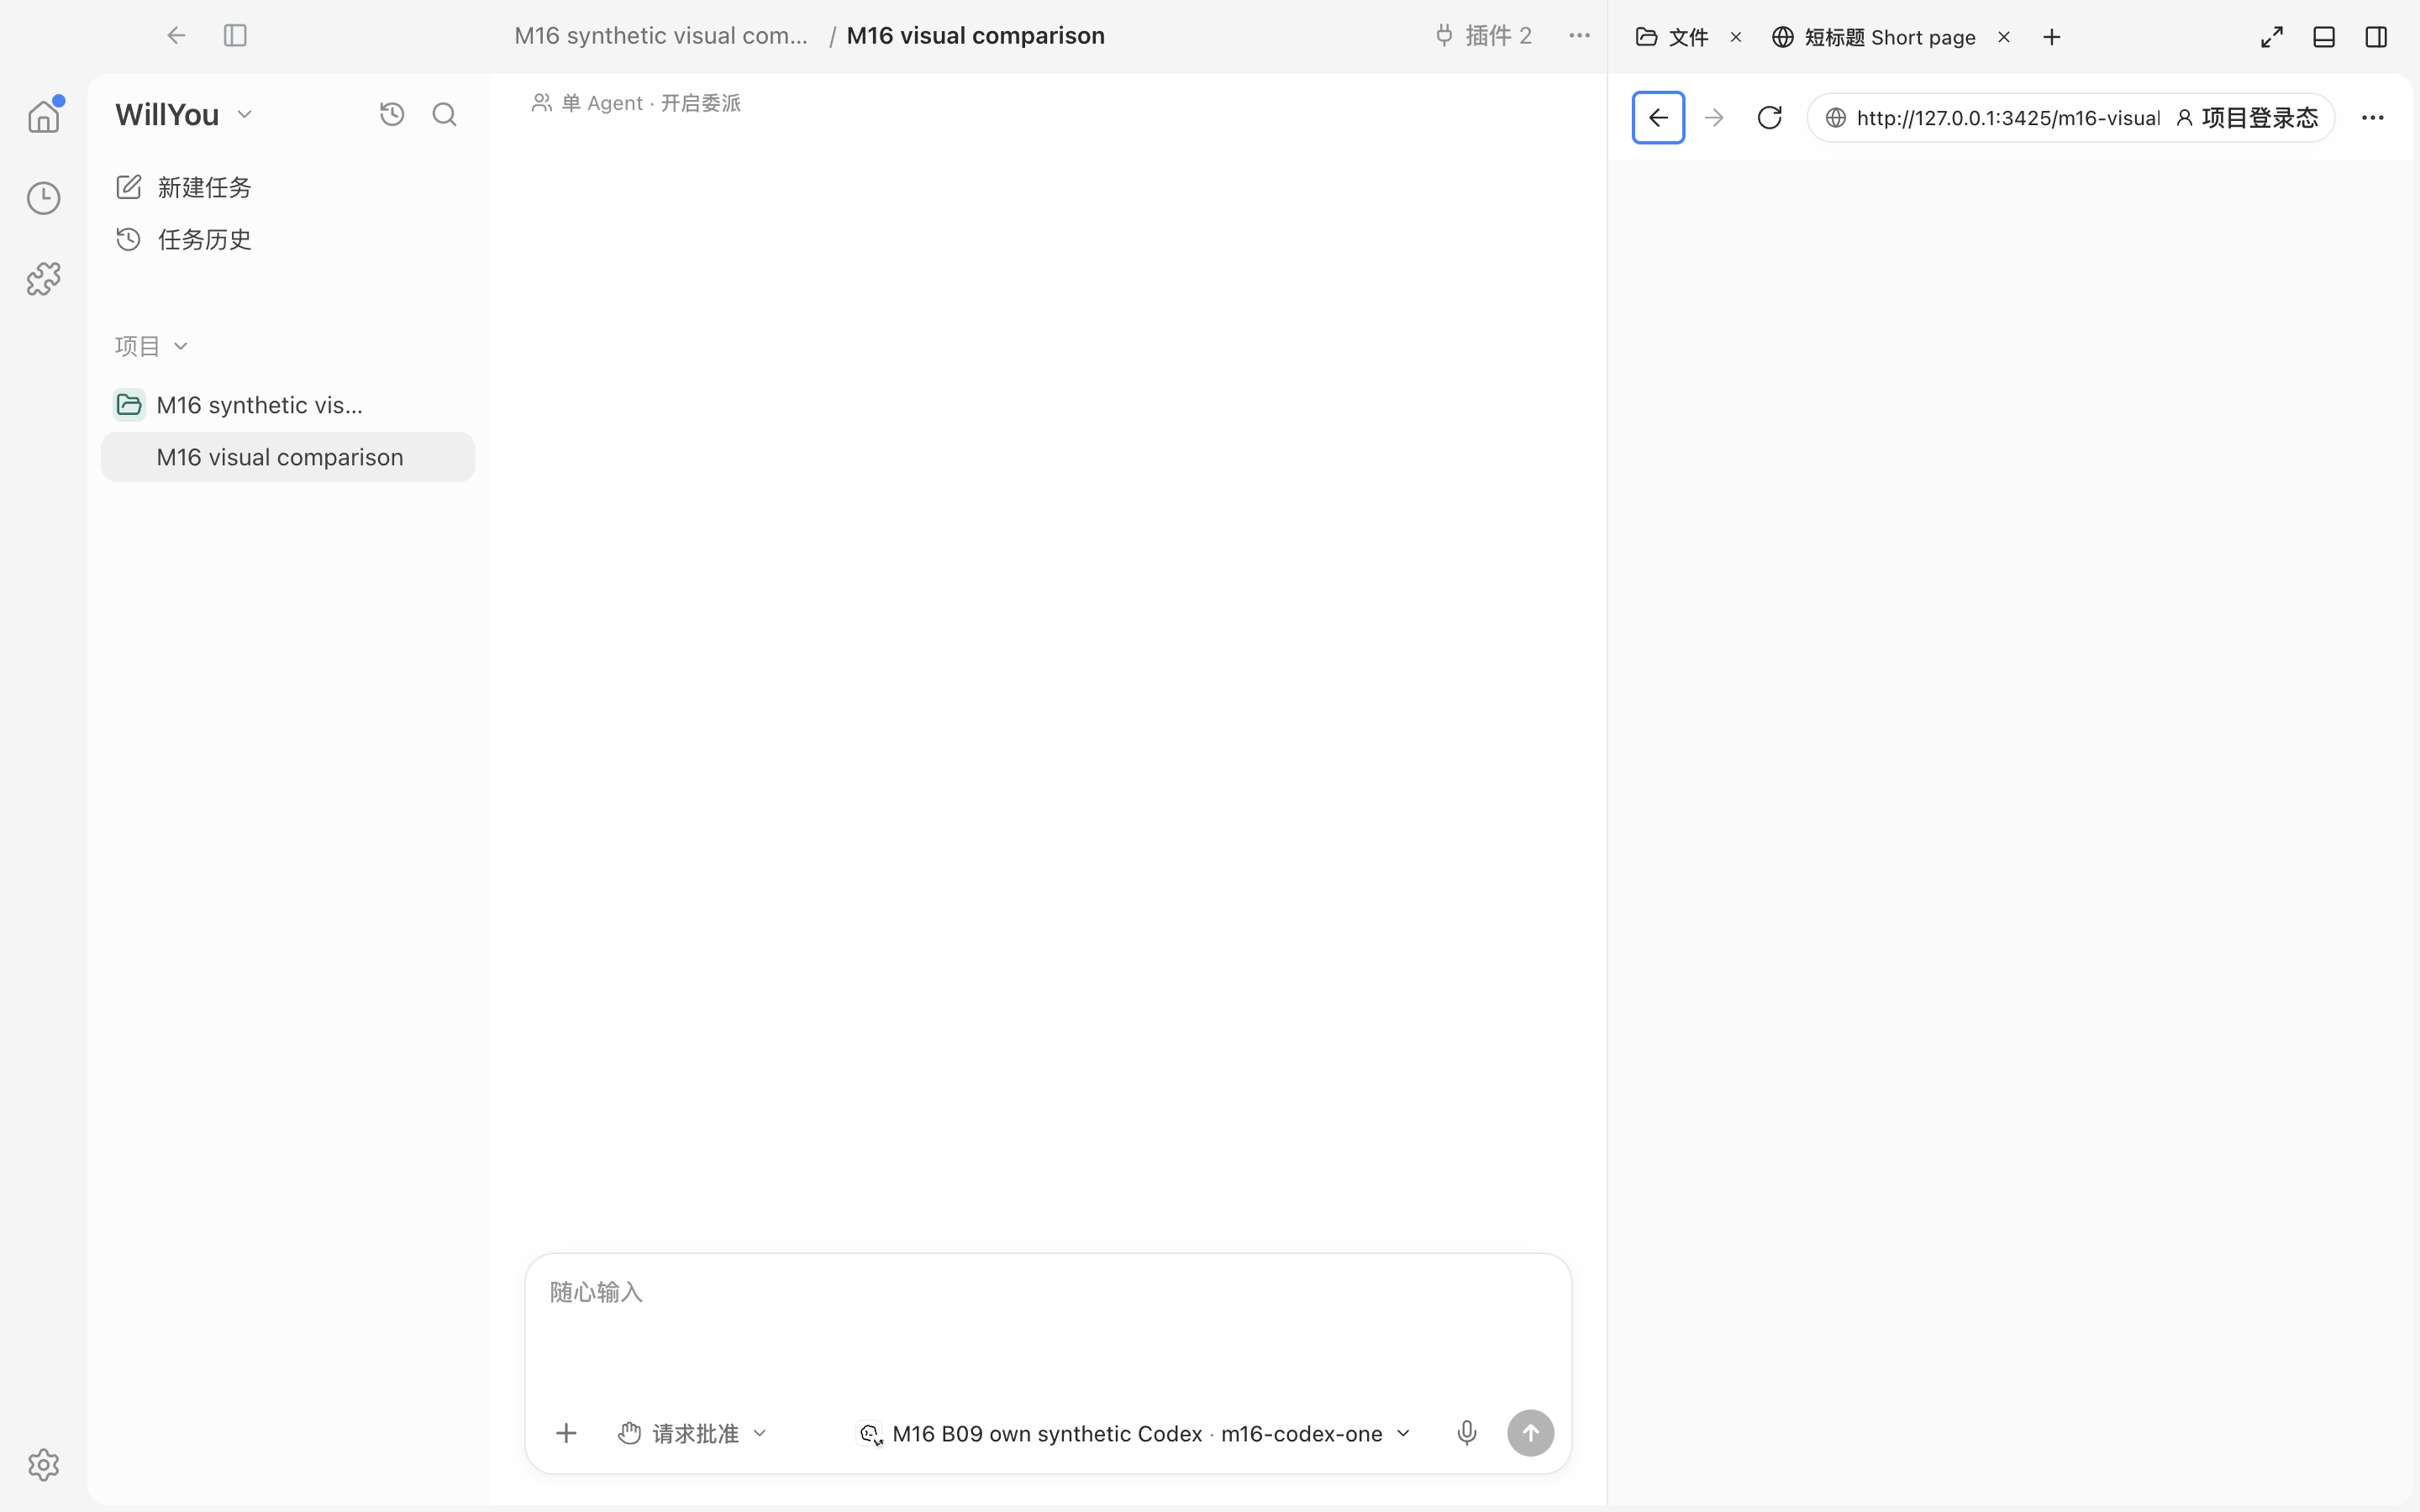 M16 synthetic visual com... / M16 visual comparison
插件 2
文件
短标题 Short page
WillYou
单 Agent · 开启委派
http://127.0.0.1:3425/m16-visual
项目登录态
新建任务
任务历史
项目
M16 synthetic vis...
M16 visual comparison
随心输入
请求批准
M16 B09 own synthetic Codex · m16-codex-one